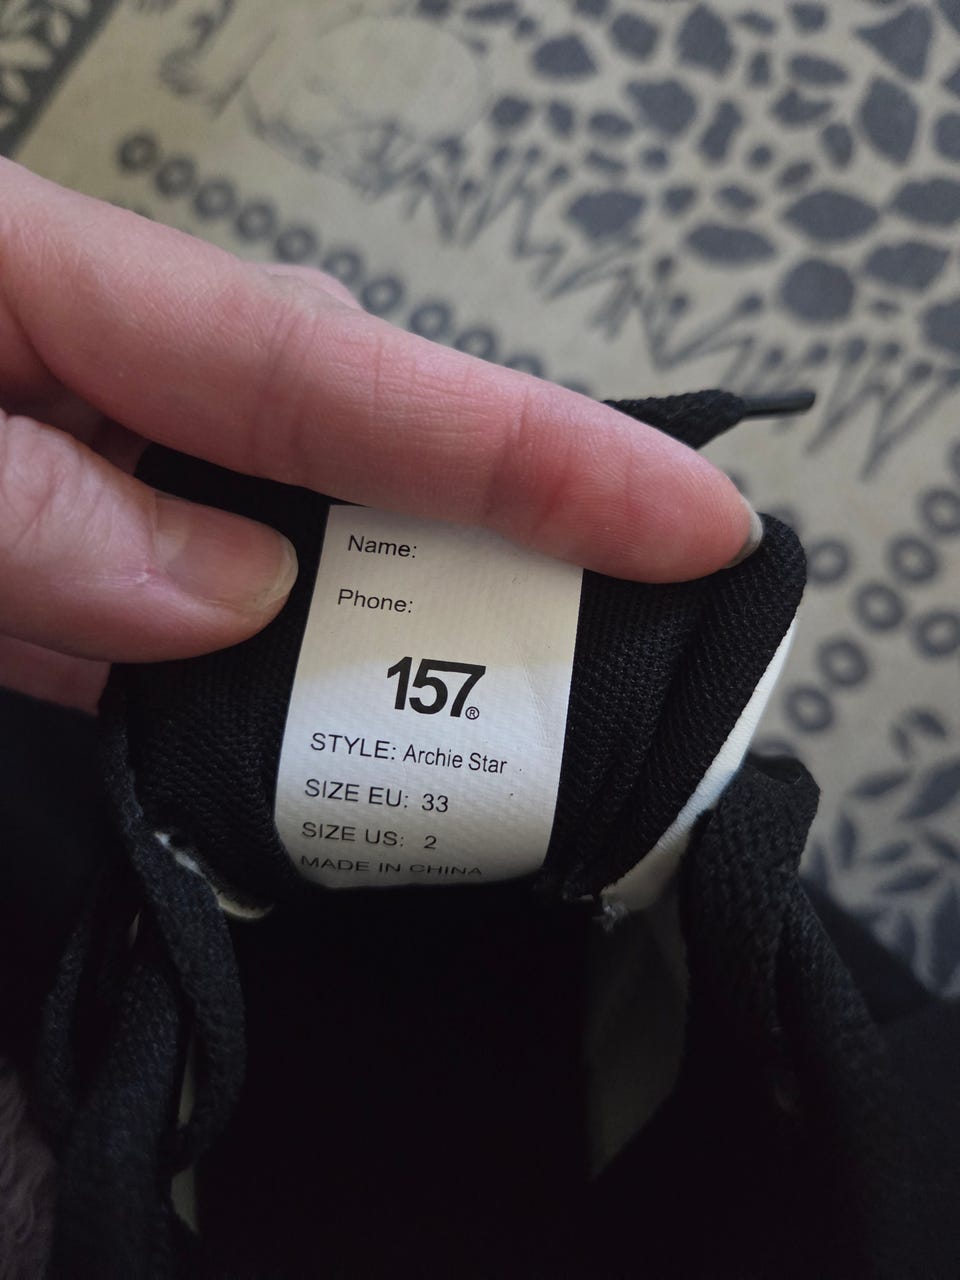 Name:
Phone:
157®
STYLE: Archie Star
SIZE EU: 33
SIZE US: 2
MADE IN CHINA